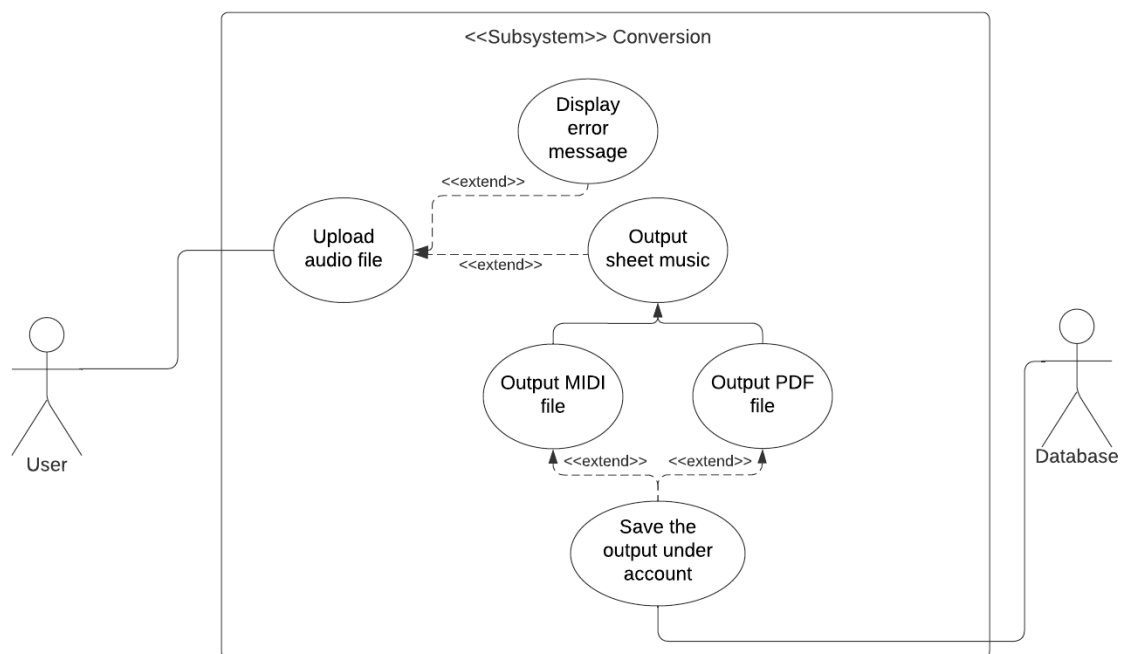 <<Subsystem>> Conversion
Display
error
message
<<extend>>
Upload
audio file
Output
sheet music
<<extend>>
Output MIDI
file
Output PDF
file
User
Database
<<extend>>
<<extend>>
Save the
output under
account